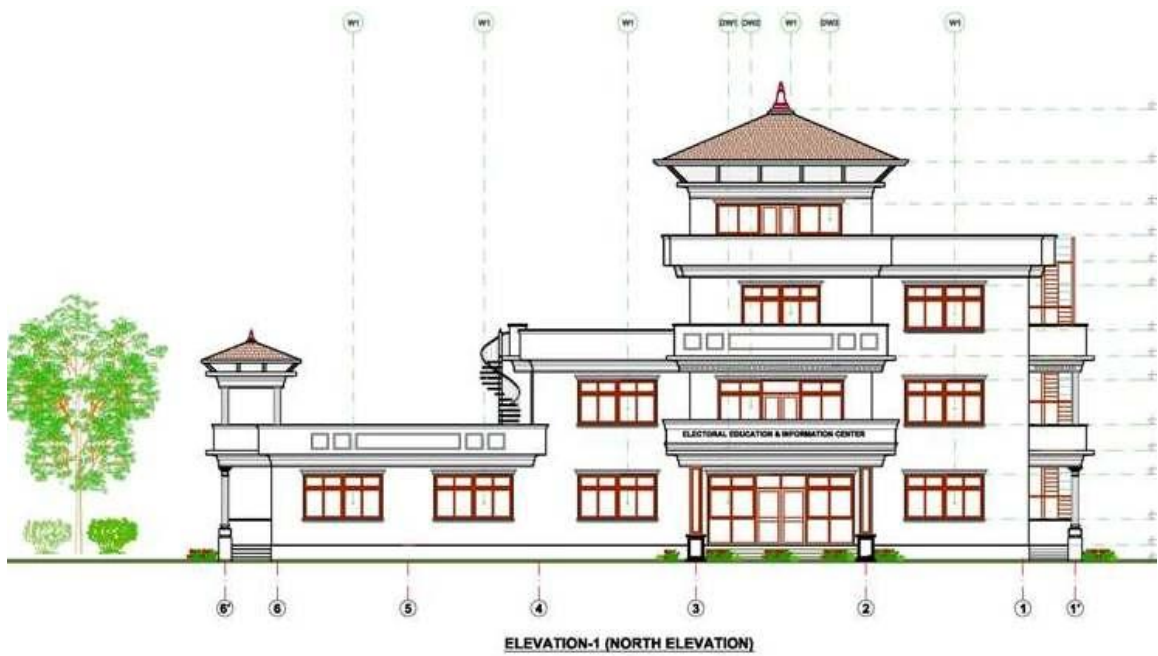 W1 W1 W1 DW1 DW2 W1 DW3 W1
ELECTORAL EDUCATION & INFORMATION CENTER
6' 6 5 4 3 2 1 1'
ELEVATION-1 (NORTH ELEVATION)